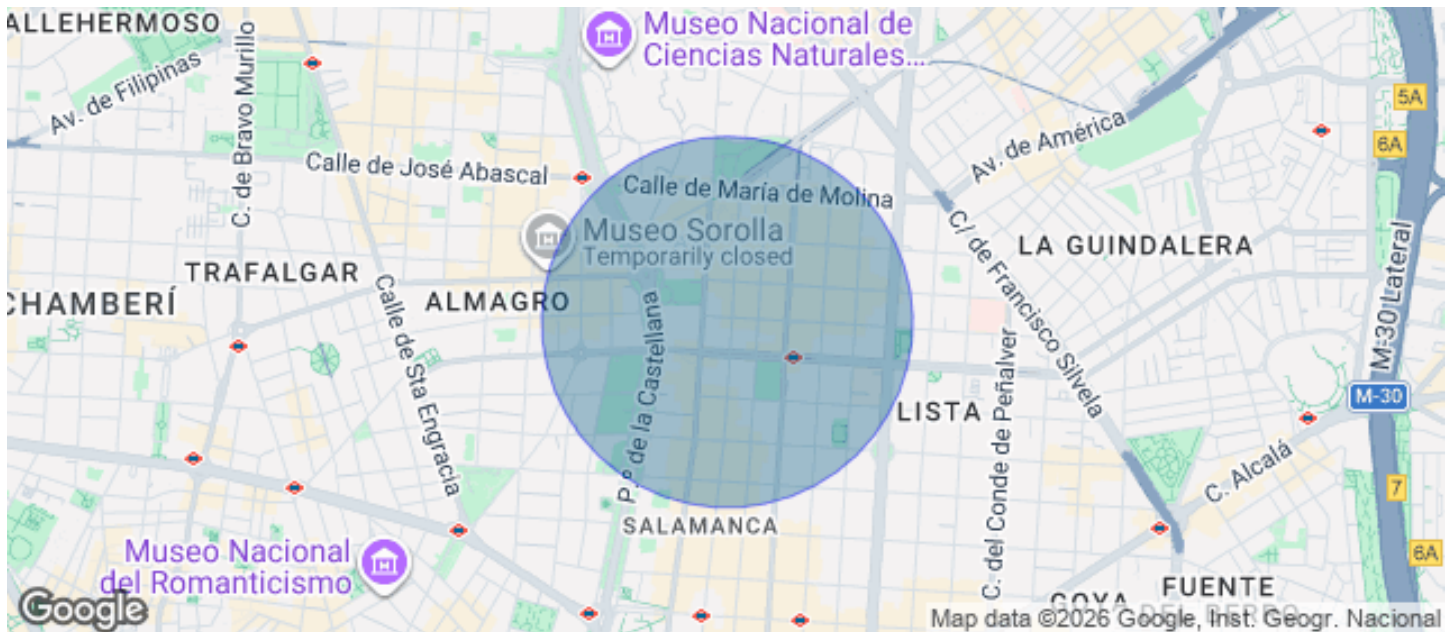 ALLEHERMOSO
Museo Nacional de
Ciencias Naturales...
5A
Av. de Filipinas
C. de Bravo Murillo
6A
Av. de América
Calle de José Abascal
Calle de María de Molina
Museo Sorolla
Temporarily closed
C/ de Francisco Silvela
LA GUINDALERA
M-30 Lateral
TRAFALGAR
CHAMBERÍ
ALMAGRO
Calle de Sta Engracia
P.º de la Castellana
C. del Conde de Peñalver
M-30
LISTA
C. Alcalá
7
SALAMANCA
6A
Museo Nacional
del Romanticismo
FUENTE
DEL BERRO
GOYA
Google
Map data ©2026 Google, Inst. Geogr. Nacional